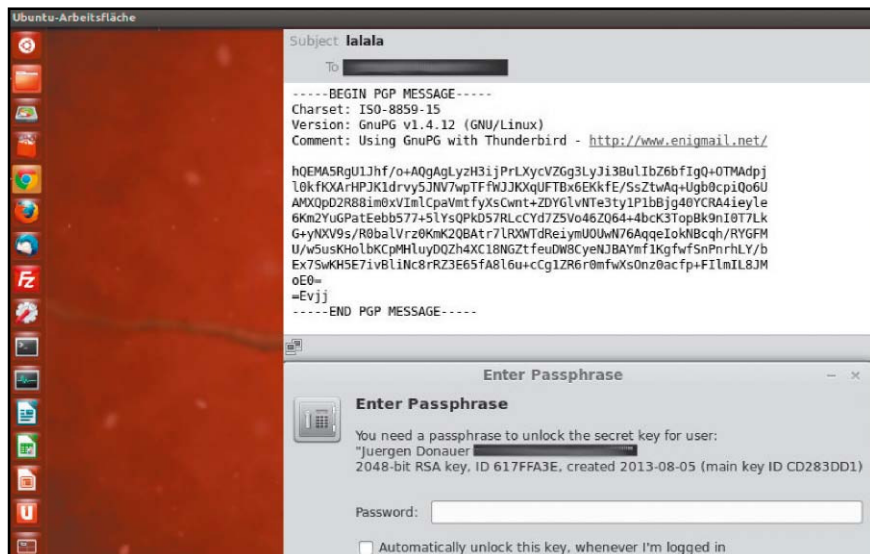 Ubuntu-Arbeitsfläche
Subject lalala
To
-----BEGIN PGP MESSAGE-----
Charset: ISO-8859-15
Version: GnuPG v1.4.12 (GNU/Linux)
Comment: Using GnuPG with Thunderbird - http://www.enigmail.net/
hQEMA5RgU1Jhf/o+AQgAgLyzH3ijPrLXycVZGg3LyJi3BulIbZ6bfIgQ+OTMAdpj
l0kfKXArHPJK1drvy5JNV7wpTFfWJJKXqUFTBx6EKkfE/SsZtwAq+Ugb0cpiQo6U
AMXQpD2R88im0xVImlCpaVmtfyXsCwnt+ZDYGlvNTe3ty1P1bBjg40YCRA4ieyle
6Km2YuGPatEebb577+5lYsQPkD57RLcCYd7Z5Vo46ZQ64+4bcK3TopBk9nI0T7Lk
G+yNXV9s/R0balVrz0KmK2QBAtr7lRXWTdReiymUOUwN76AqqeIokNBcqh/RYGFM
U/w5usKHolbKCpMHluyDQZh4XC18NGZtfeuDW8CyeNJBAYmf1KgfwfSnPnrhLY/b
Ex7SwKH5E7ivBliNc8rRZ3E65fA8l6u+cCg1ZR6r0mfwXsOnz0acfp+FIlmIL8JM
oE0=
=Evjj
-----END PGP MESSAGE-----
Enter Passphrase
Enter Passphrase
You need a passphrase to unlock the secret key for user:
"Juergen Donauer
2048-bit RSA key, ID 617FFA3E, created 2013-08-05 (main key ID CD283DD1)
Password:
Automatically unlock this key, whenever I'm logged in